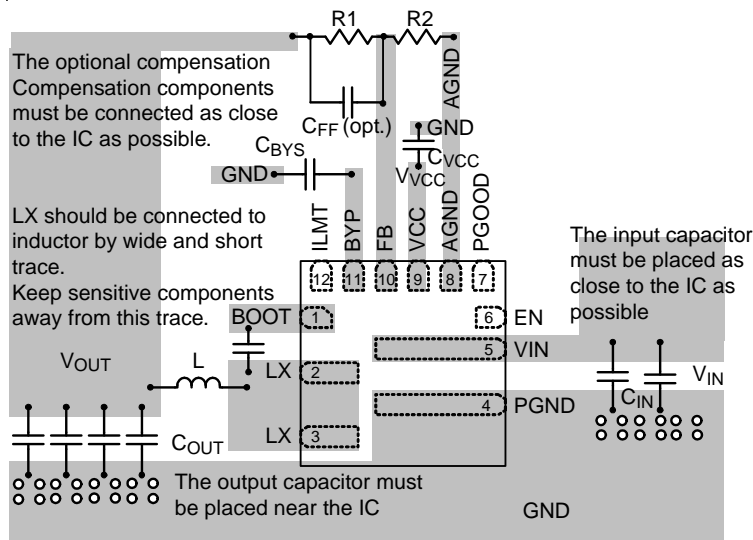 R1 R2
The optional compensation
Compensation components
must be connected as close
to the IC as possible.
CFF (opt.)
AGND
GND
CVCC
VVCC
CBYS
GND
LX should be connected to
inductor by wide and short
trace.
Keep sensitive components
away from this trace.
ILMT BYP FB VCC AGND PGOOD
12 11 10 9 8 7
The input capacitor
must be placed as
close to the IC as
possible
BOOT 1
6 EN
5 VIN
VOUT
L
LX 2
4 PGND
CIN
VIN
LX 3
COUT
The output capacitor must
be placed near the IC
GND